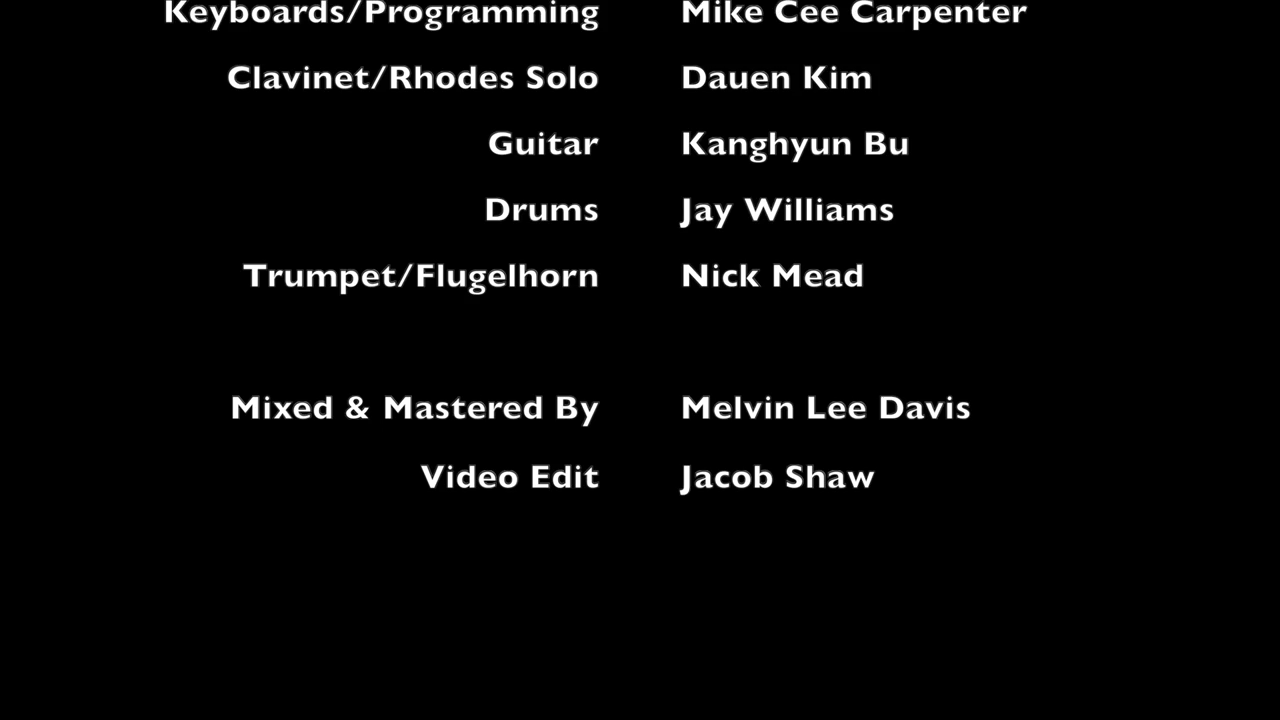 Keyboards/Programming Mike Cee Carpenter
Clavinet/Rhodes Solo Dauen Kim
Guitar Kanghyun Bu
Drums Jay Williams
Trumpet/Flugelhorn Nick Mead
Mixed & Mastered By Melvin Lee Davis
Video Edit Jacob Shaw